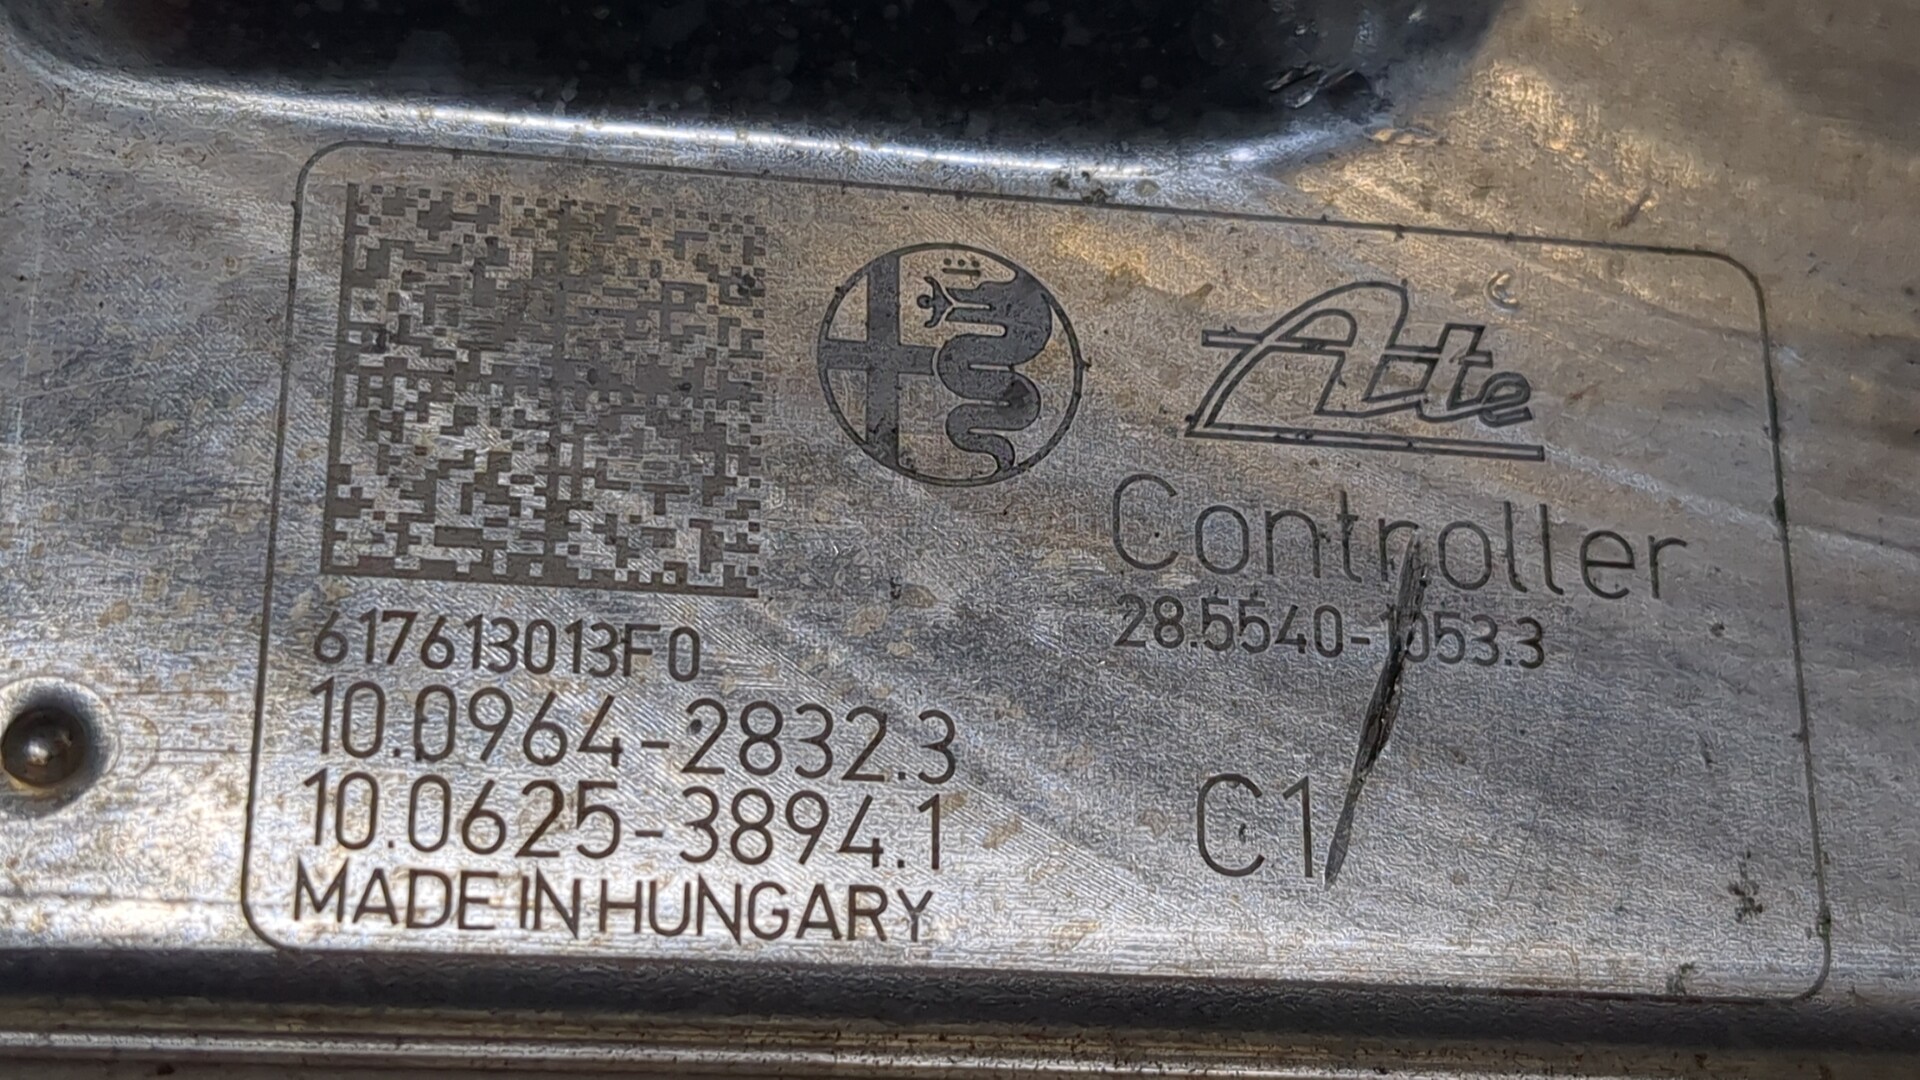 Ate
Controller
28.5540-1053.3
617613013F0
10.0964-2832.3
10.0625-3894.1
C1
MADE IN HUNGARY